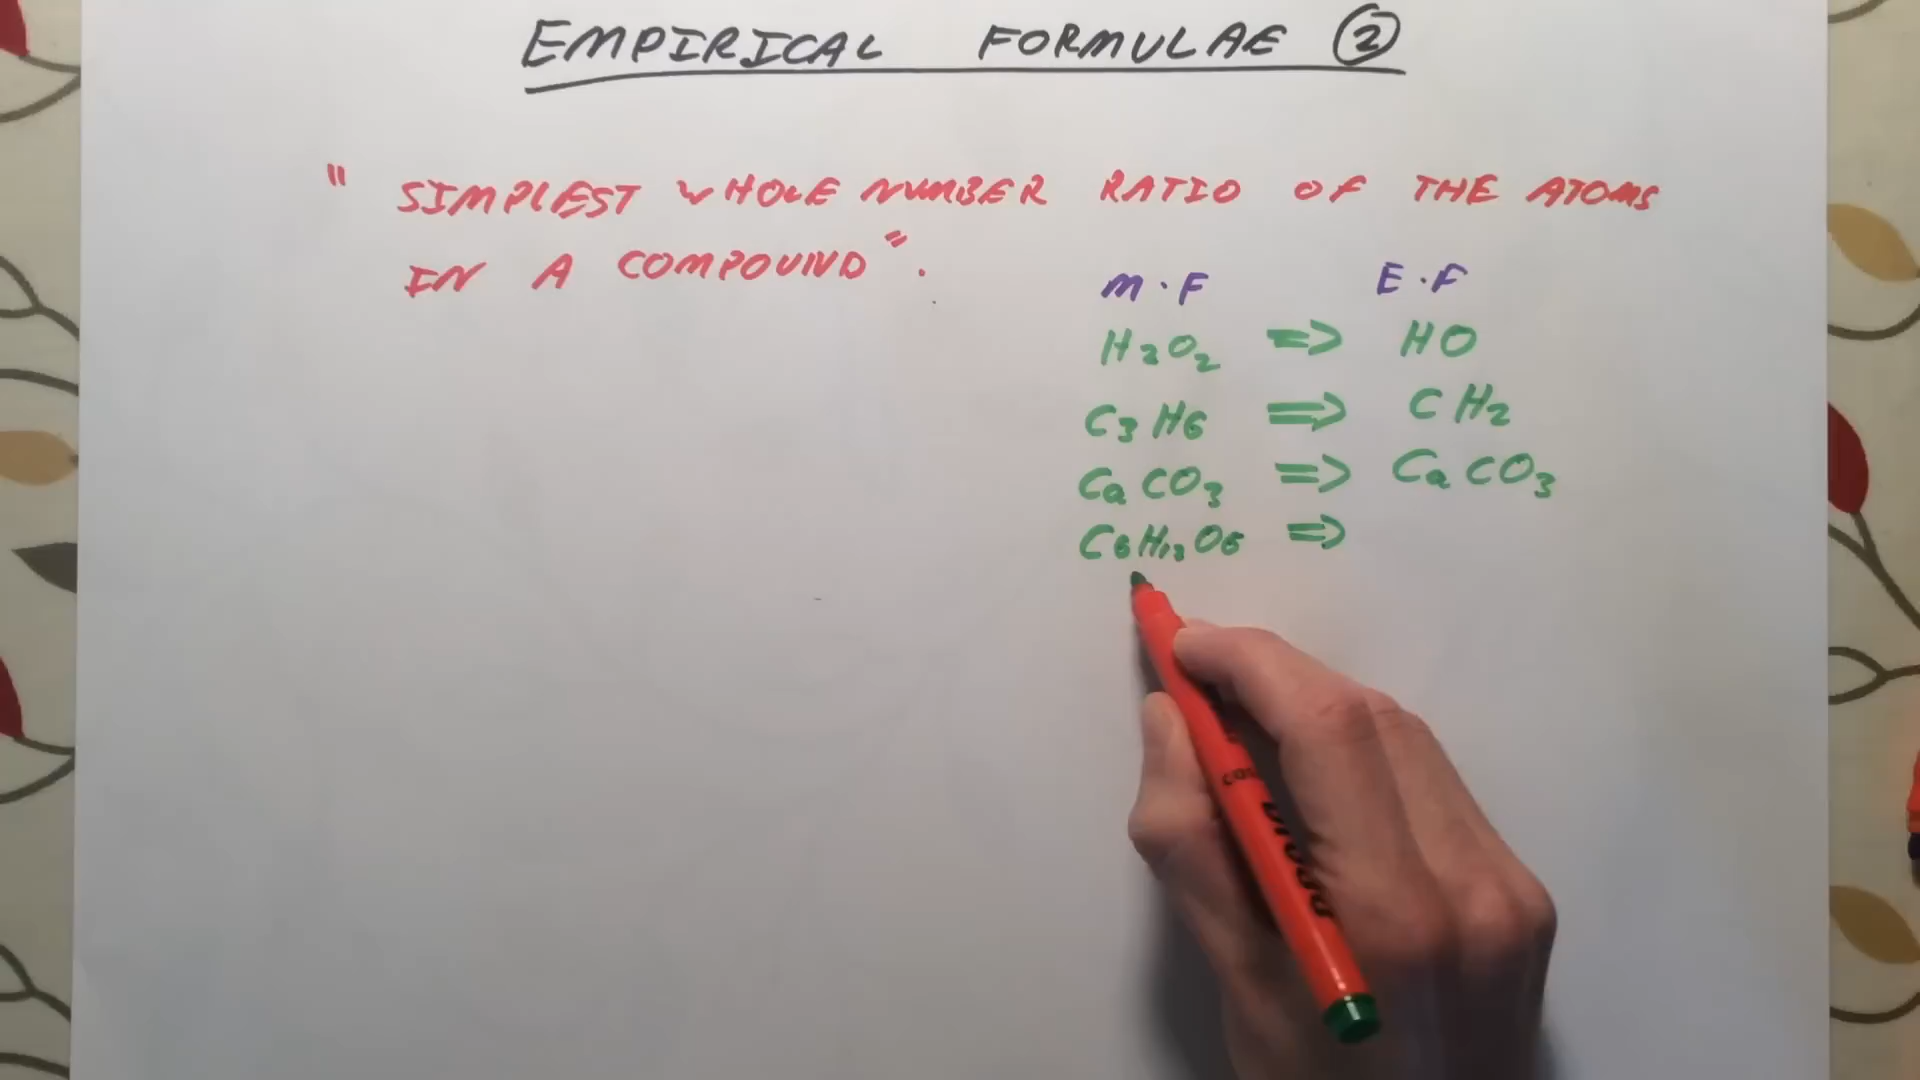 EMPIRICAL FORMULAE ②
" SIMPLEST WHOLE NUMBER RATIO OF THE ATOMS
IN A COMPOUND".
M.F E.F
H₂O₂ => HO
C₃H₆ => CH₂
CaCO₃ => CaCO₃
C₆H₁₂O₆ =>